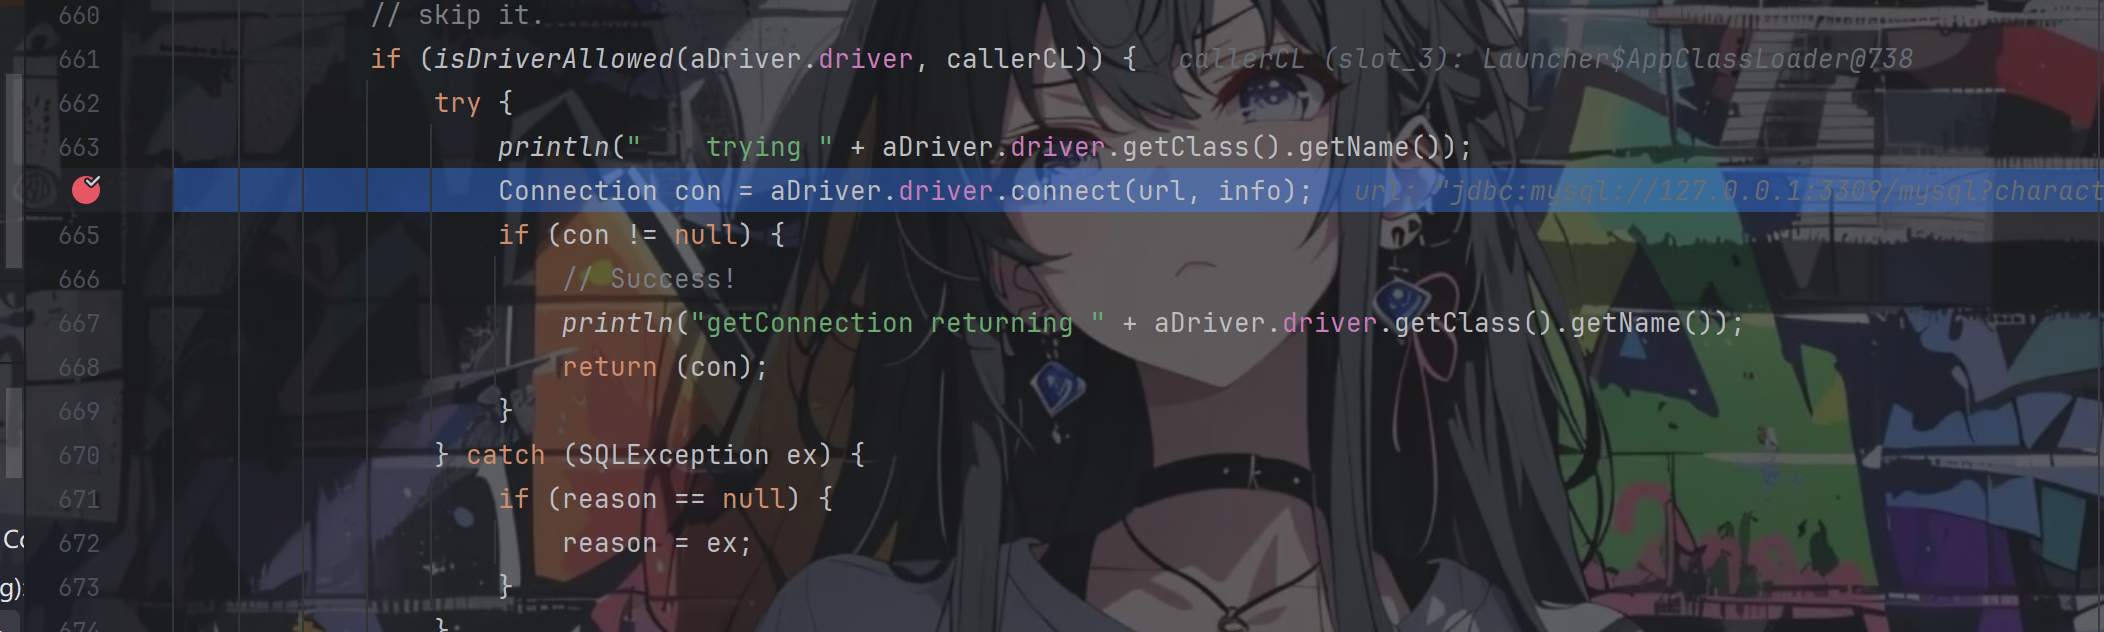 660 // skip it.
661 if (isDriverAllowed(aDriver.driver, callerCL)) { callerCL (slot_3): Launcher$AppClassLoader@738
662 try {
663 println("    trying " + aDriver.driver.getClass().getName());
Connection con = aDriver.driver.connect(url, info); url: "jdbc:mysql://127.0.0.1:3309/mysql?charact
665 if (con != null) {
666 // Success!
667 println("getConnection returning " + aDriver.driver.getClass().getName());
668 return (con);
669 }
670 } catch (SQLException ex) {
671 if (reason == null) {
Co
672 reason = ex;
g):
673 }
674 }